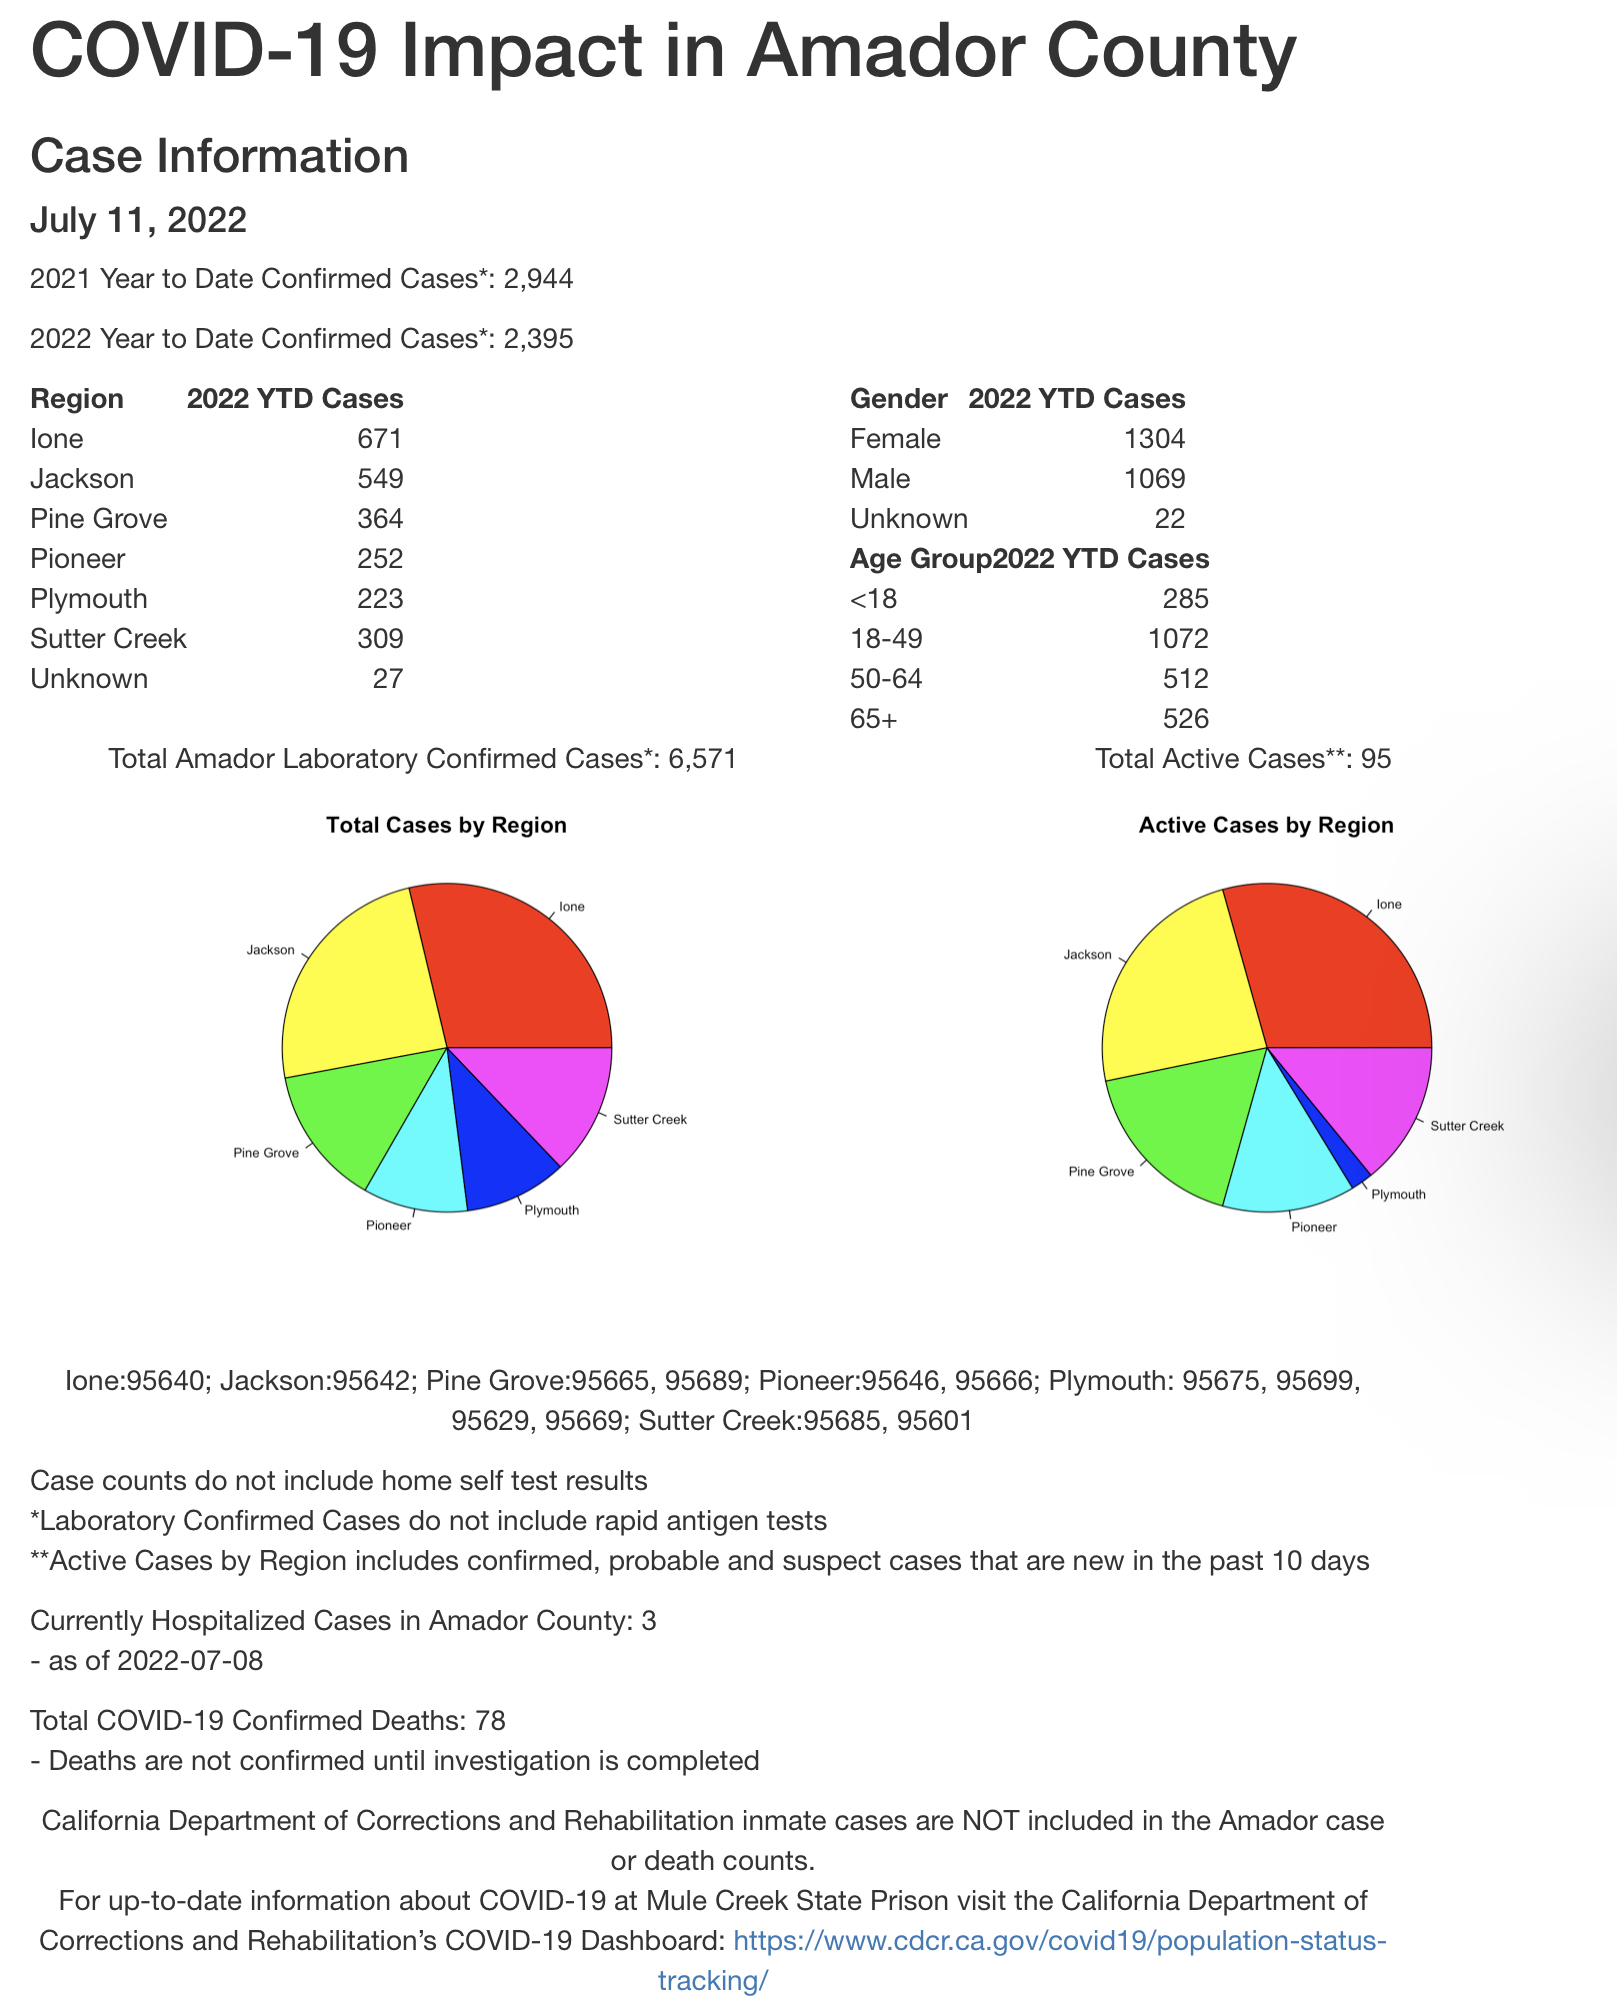 COVID-19 Impact in Amador County
Case Information
July 11, 2022
2021 Year to Date Confirmed Cases*: 2,944
2022 Year to Date Confirmed Cases*: 2,395
Region 2022 YTD Cases
Ione 671
Jackson 549
Pine Grove 364
Pioneer 252
Plymouth 223
Sutter Creek 309
Unknown 27
Gender 2022 YTD Cases
Female 1304
Male 1069
Unknown 22
Age Group2022 YTD Cases
<18 285
18-49 1072
50-64 512
65+ 526
Total Amador Laboratory Confirmed Cases*: 6,571
Total Active Cases**: 95
Total Cases by Region
Ione
Jackson
Pine Grove
Pioneer
Plymouth
Sutter Creek
Active Cases by Region
Ione
Jackson
Pine Grove
Pioneer
Plymouth
Sutter Creek
Ione:95640; Jackson:95642; Pine Grove:95665, 95689; Pioneer:95646, 95666; Plymouth: 95675, 95699,
95629, 95669; Sutter Creek:95685, 95601
Case counts do not include home self test results
*Laboratory Confirmed Cases do not include rapid antigen tests
**Active Cases by Region includes confirmed, probable and suspect cases that are new in the past 10 days
Currently Hospitalized Cases in Amador County: 3
- as of 2022-07-08
Total COVID-19 Confirmed Deaths: 78
- Deaths are not confirmed until investigation is completed
California Department of Corrections and Rehabilitation inmate cases are NOT included in the Amador case
or death counts.
For up-to-date information about COVID-19 at Mule Creek State Prison visit the California Department of
Corrections and Rehabilitation’s COVID-19 Dashboard: https://www.cdcr.ca.gov/covid19/population-status-
tracking/